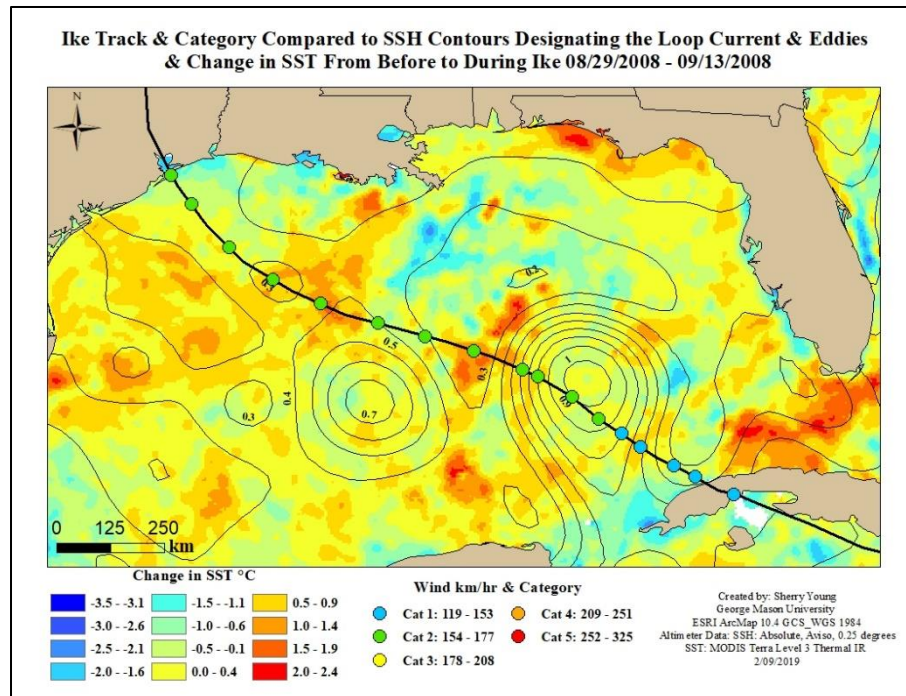 Ike Track & Category Compared to SSH Contours Designating the Loop Current & Eddies
& Change in SST From Before to During Ike 08/29/2008 - 09/13/2008
N
0.2
0.3
1
0.5
0.3
0.9
0.4
0.3
0.7
0 125 250
km
Change in SST °C
-3.5 - -3.1
-3.0 - -2.6
-2.5 - -2.1
-2.0 - -1.6
-1.5 - -1.1
-1.0 - -0.6
-0.5 - -0.1
0.0 - 0.4
0.5 - 0.9
1.0 - 1.4
1.5 - 1.9
2.0 - 2.4
Wind km/hr & Category
Cat 1: 119 - 153
Cat 2: 154 - 177
Cat 3: 178 - 208
Cat 4: 209 - 251
Cat 5: 252 - 325
Created by: Sherry Young
George Mason University
ESRI ArcMap 10.4 GCS_WGS 1984
Altimeter Data: SSH: Absolute, Aviso, 0.25 degrees
SST: MODIS Terra Level 3 Thermal IR
2/09/2019